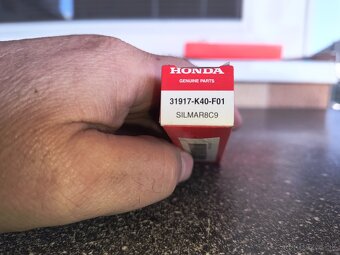 HONDA
GENUINE PARTS
31917-K40-F01
SILMAR8C9